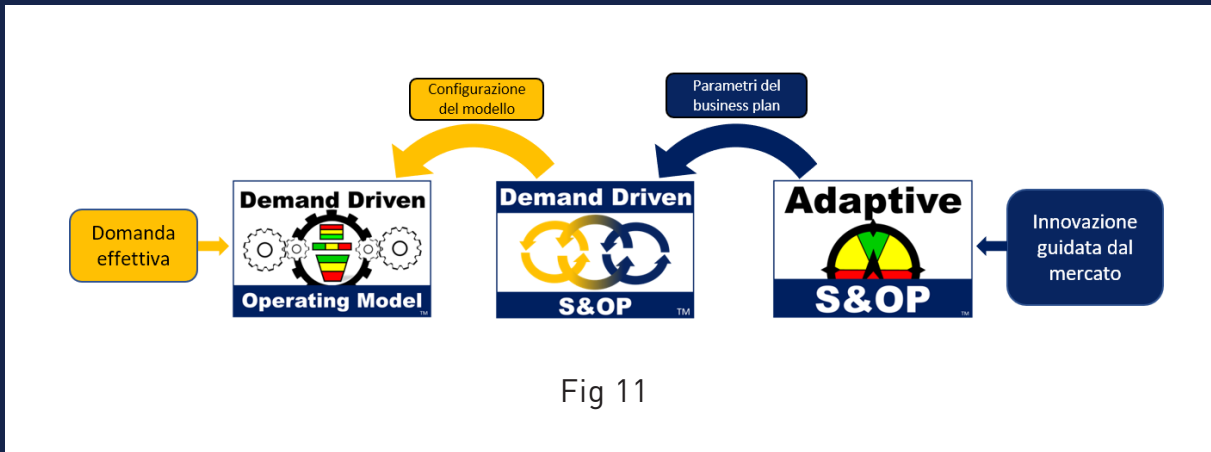 Configurazione
del modello
Parametri del
business plan
Domanda
effettiva
Demand Driven
Operating Model
TM
Demand Driven
S&OP
TM
Adaptive
S&OP
TM
Innovazione
guidata dal
mercato
Fig 11